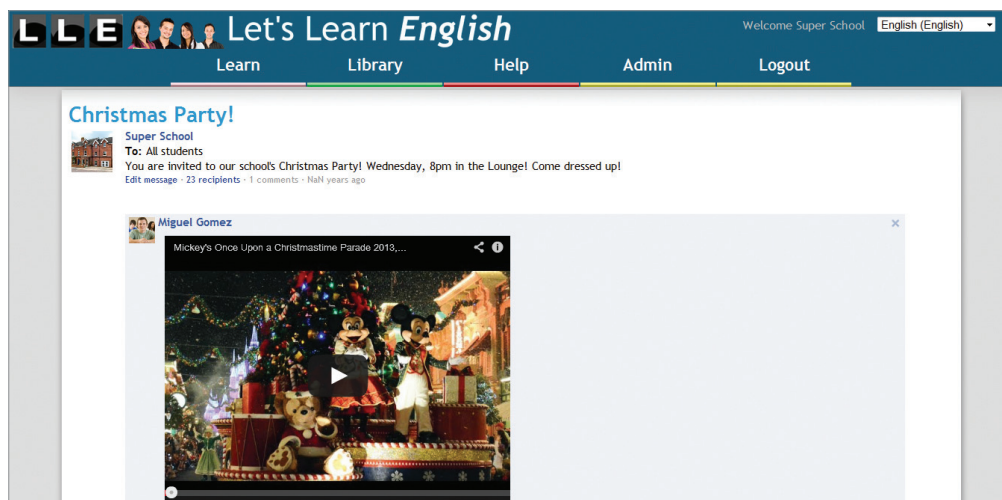 LLE Let's Learn English
Welcome Super School English (English)
Learn Library Help Admin Logout
Christmas Party!
Super School
To: All students
You are invited to our school's Christmas Party! Wednesday, 8pm in the Lounge! Come dressed up!
Edit message · 23 recipients · 1 comments · NaN years ago
Miguel Gomez
Mickey's Once Upon a Christmastime Parade 2013,...